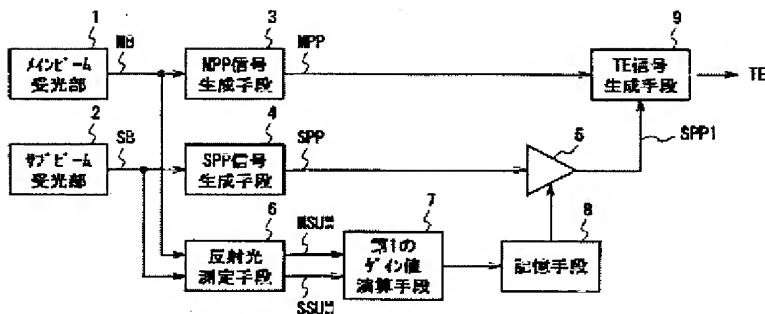 1
MB
3
MPP
9
メインビーム
受光部
MPP信号
生成手段
TE信号
生成手段
TE
2
SB
4
SPP
5
SPP1
サブビーム
受光部
SPP信号
生成手段
6
MSUM
7
8
反射光
測定手段
SSUM
第1の
ゲイン値
演算手段
記憶手段